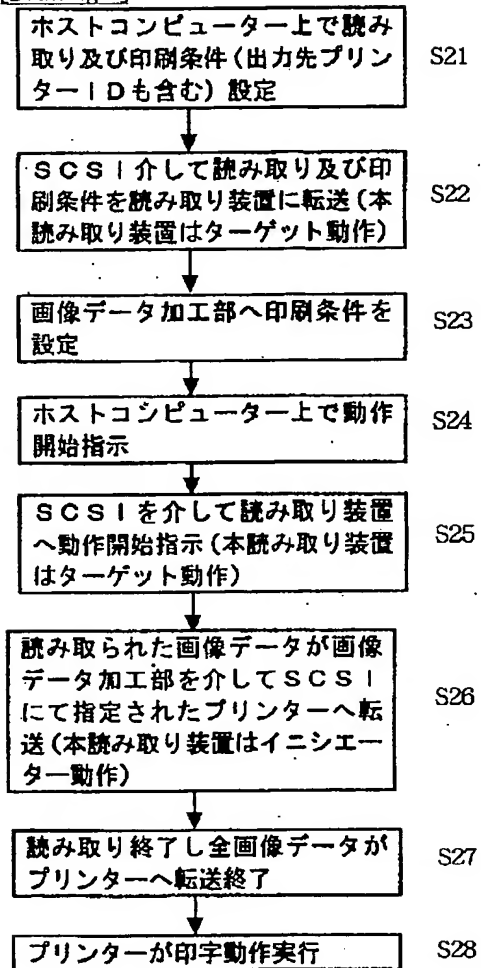 ホストコンピューター上で読み
取り及び印刷条件(出力先プリン
ターIDも含む)設定
S21
SCSI介して読み取り及び印
刷条件を読み取り装置に転送(本
読み取り装置はターゲット動作)
S22
画像データ加工部へ印刷条件を
設定
S23
ホストコンピューター上で動作
開始指示
S24
SCSIを介して読み取り装置
へ動作開始指示(本読み取り装置
はターゲット動作)
S25
読み取られた画像データが画像
データ加工部を介してSCSI
にて指定されたプリンターへ転
送(本読み取り装置はイニシエー
ター動作)
S26
読み取り終了し全画像データが
プリンターへ転送終了
S27
プリンターが印字動作実行
S28